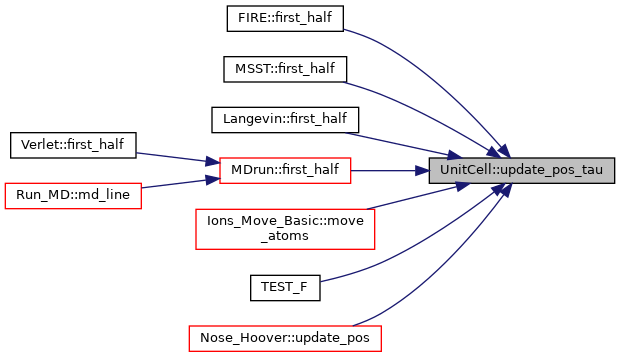 FIRE::first_half
MSST::first_half
Langevin::first_half
Verlet::first_half
MDrun::first_half
UnitCell::update_pos_tau
Run_MD::md_line
Ions_Move_Basic::move
_atoms
TEST_F
Nose_Hoover::update_pos